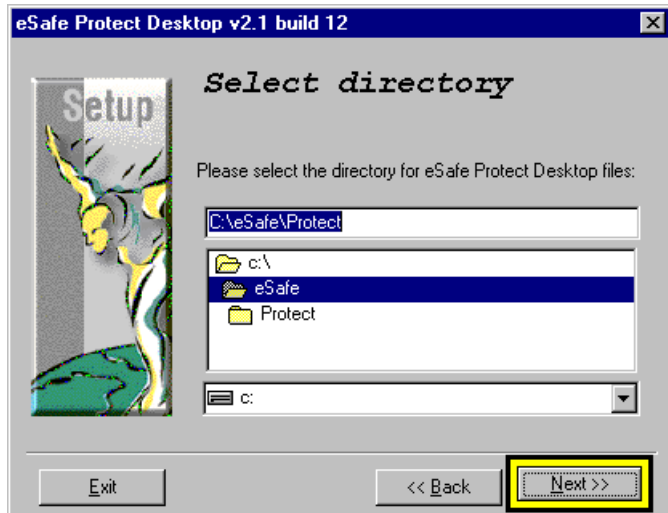 eSafe Protect Desktop v2.1 build 12
Setup
Select directory
Please select the directory for eSafe Protect Desktop files:
C:\eSafe\Protect
c:\
eSafe
Protect
c:
Exit
<< Back
Next >>